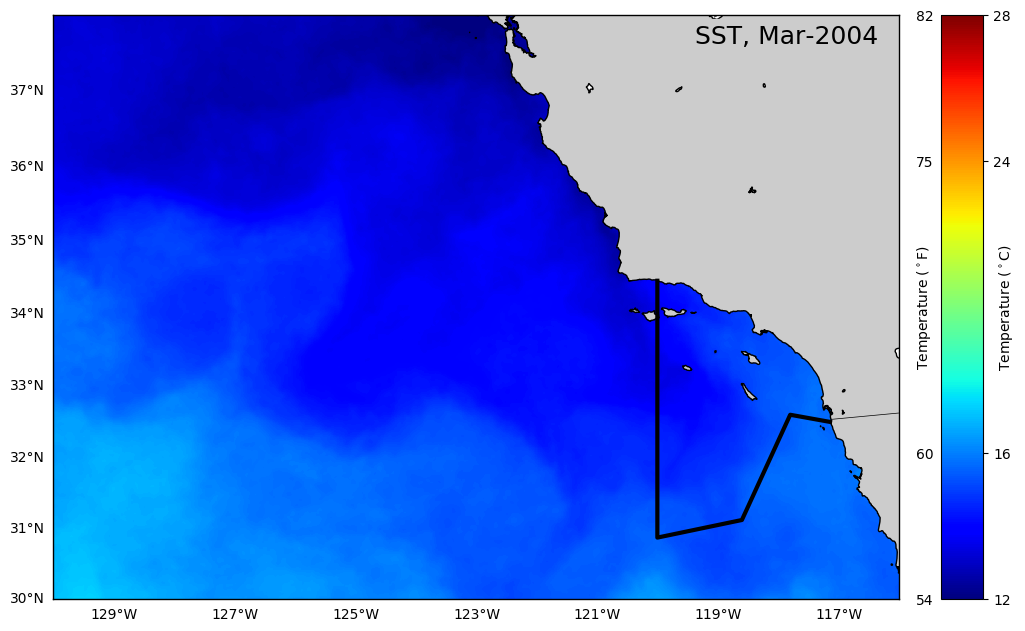 SST, Mar-2004
37°N
36°N
35°N
34°N
33°N
32°N
31°N
30°N
129°W 127°W 125°W 123°W 121°W 119°W 117°W
82
75
60
54
Temperature (°F)
28
24
16
12
Temperature (°C)